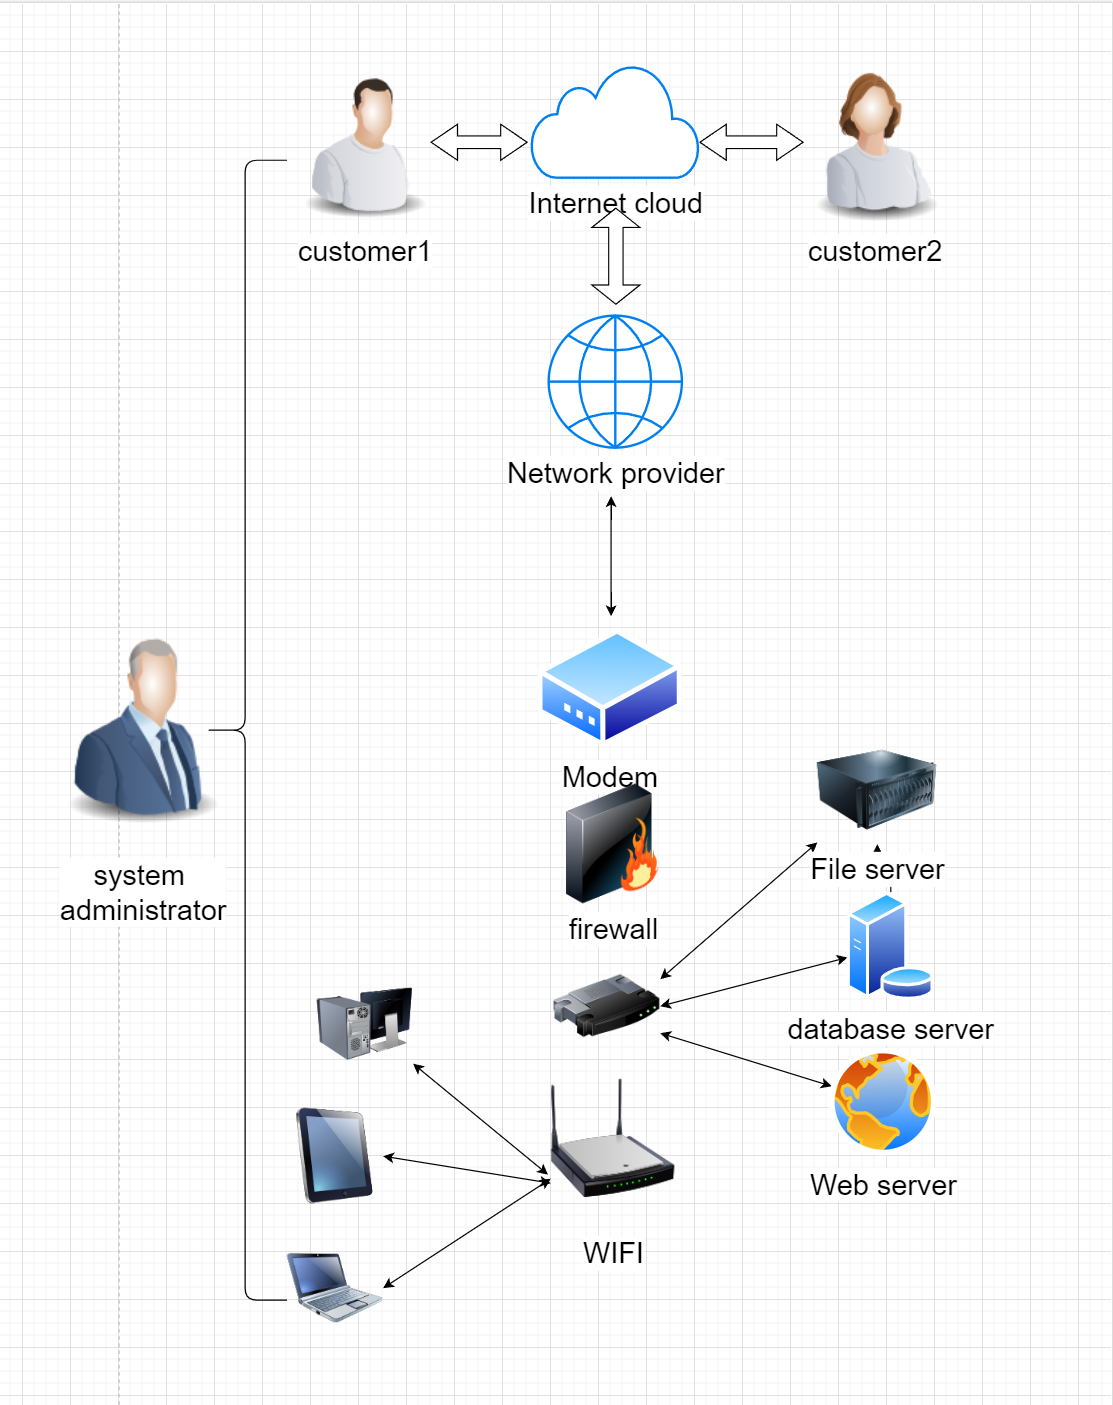 Internet cloud
customer1
customer2
Network provider
Modem
File server
system
administrator
firewall
database server
Web server
WIFI